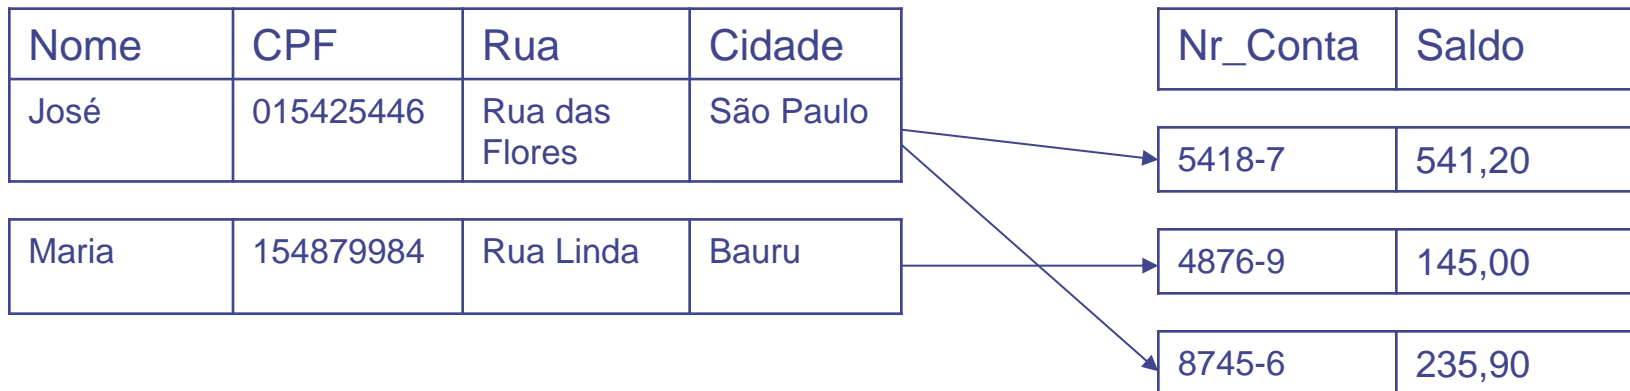 Nome CPF Rua Cidade
José 015425446 Rua das Flores São Paulo
Maria 154879984 Rua Linda Bauru
Nr_Conta Saldo
5418-7 541,20
4876-9 145,00
8745-6 235,90